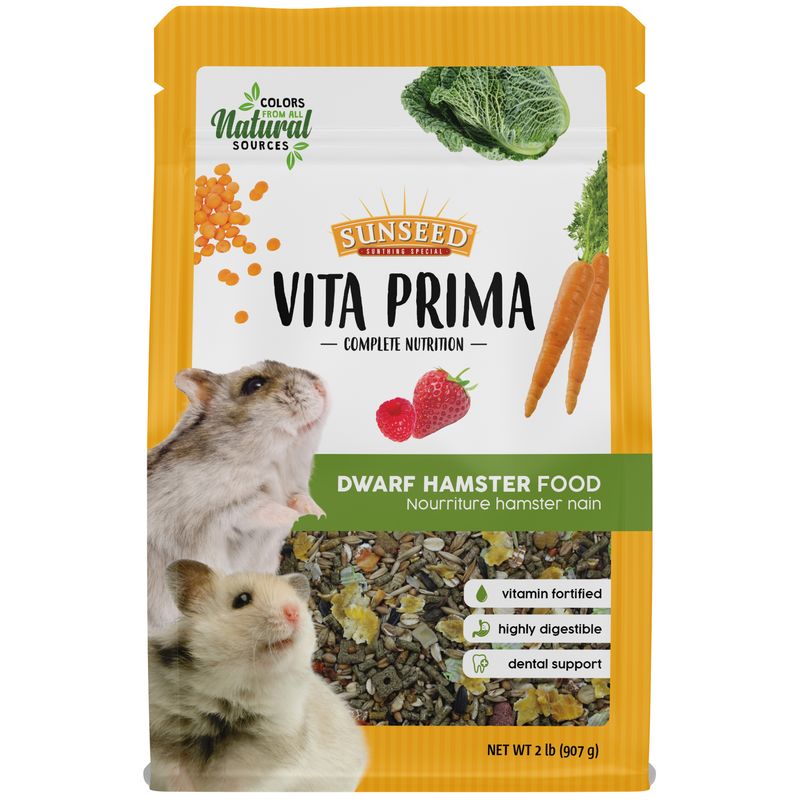 COLORS
FROM ALL
Natural
SOURCES
SUNSEED®
SUNTHING SPECIAL
VITA PRIMA
— COMPLETE NUTRITION —
DWARF HAMSTER FOOD
Nourriture hamster nain
vitamin fortified
highly digestible
dental support
NET WT 2 lb (907 g)